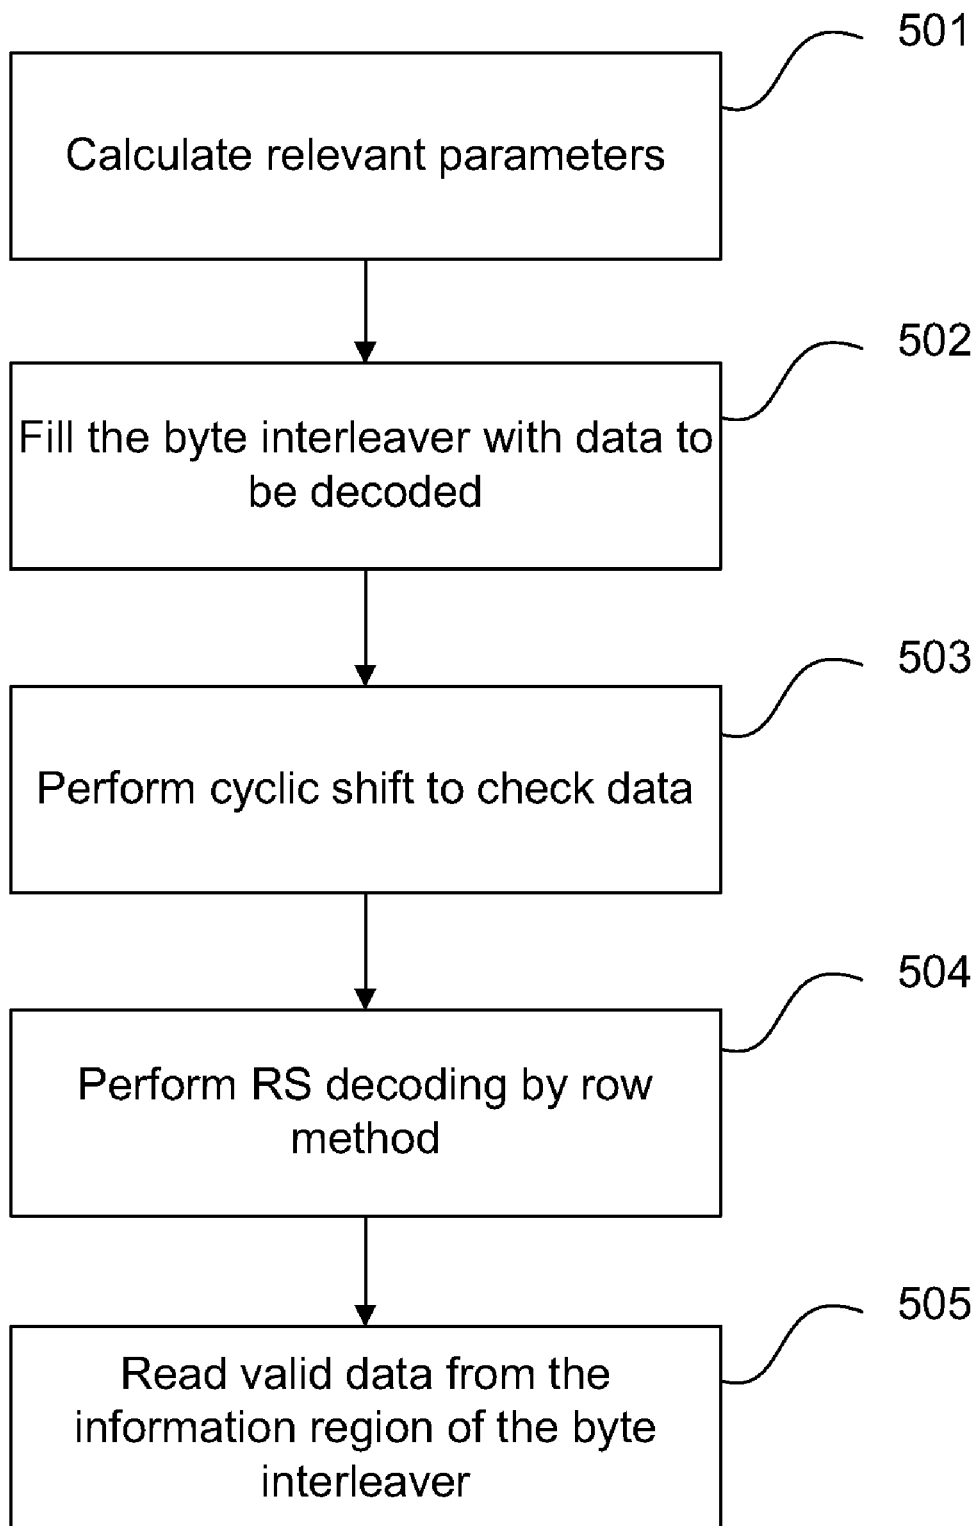 501
Calculate relevant parameters
502
Fill the byte interleaver with data to
be decoded
503
Perform cyclic shift to check data
504
Perform RS decoding by row
method
505
Read valid data from the
information region of the byte
interleaver